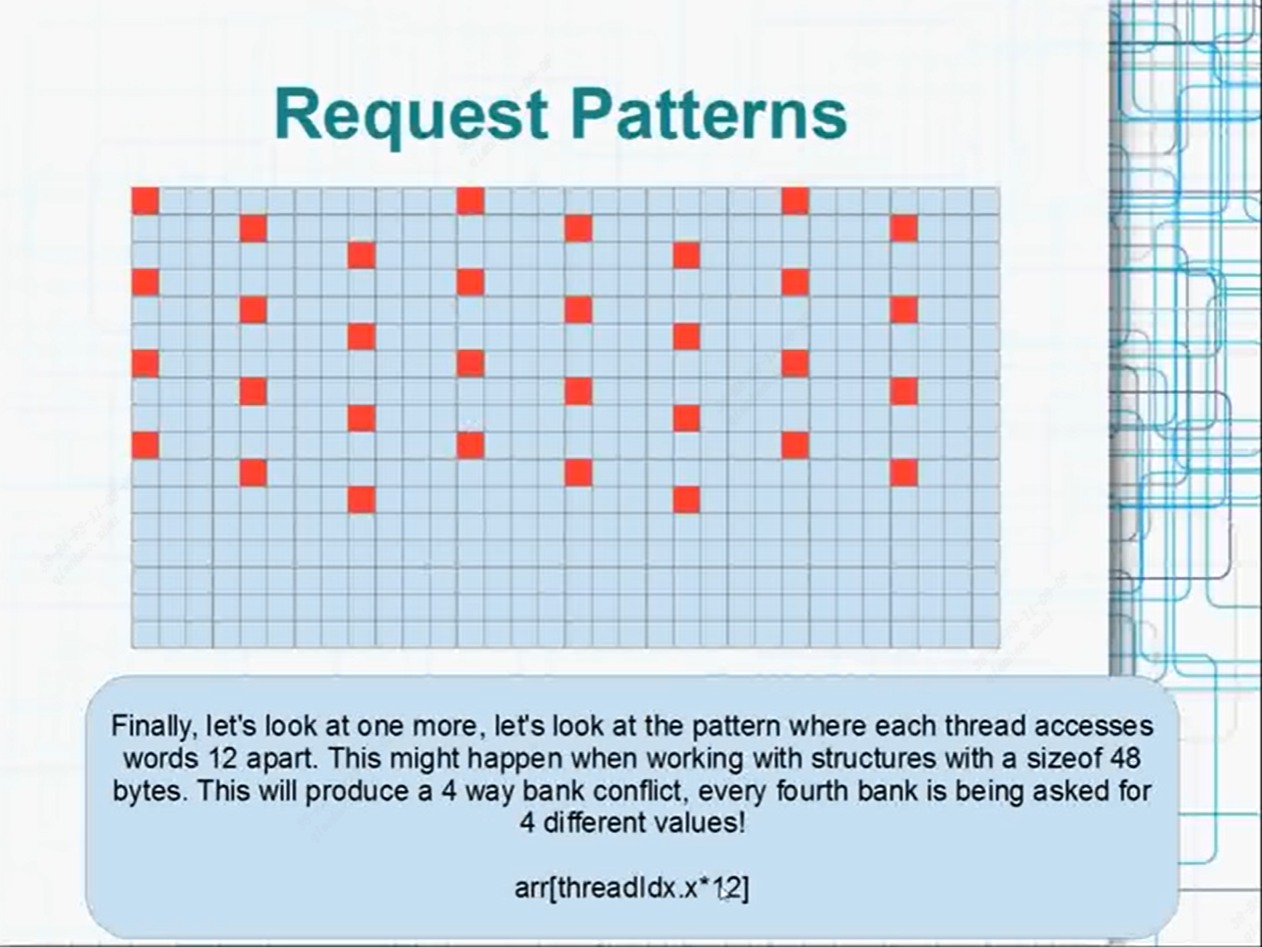 Request Patterns
Finally, let's look at one more, let's look at the pattern where each thread accesses
words 12 apart. This might happen when working with structures with a sizeof 48
bytes. This will produce a 4 way bank conflict, every fourth bank is being asked for
4 different values!
arr[threadIdx.x*12]